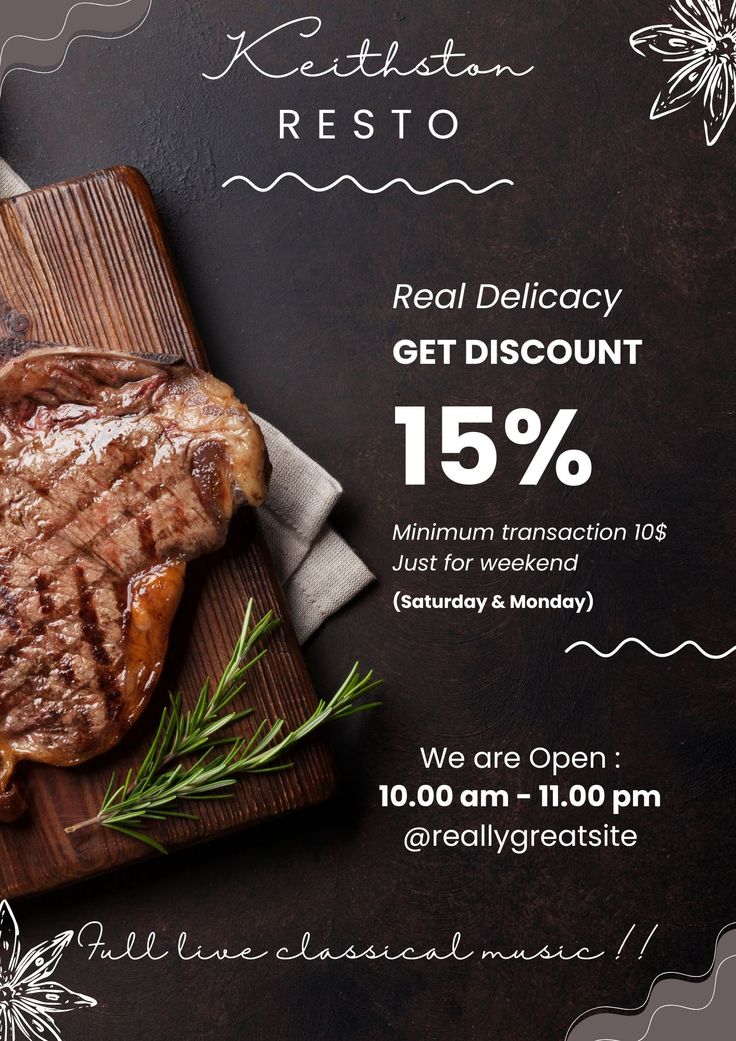 Keithston
RESTO
Real Delicacy
GET DISCOUNT
15%
Minimum transaction 10$
Just for weekend
(Saturday & Monday)
We are Open :
10.00 am - 11.00 pm
@reallygreatsite
Full live classical music !!